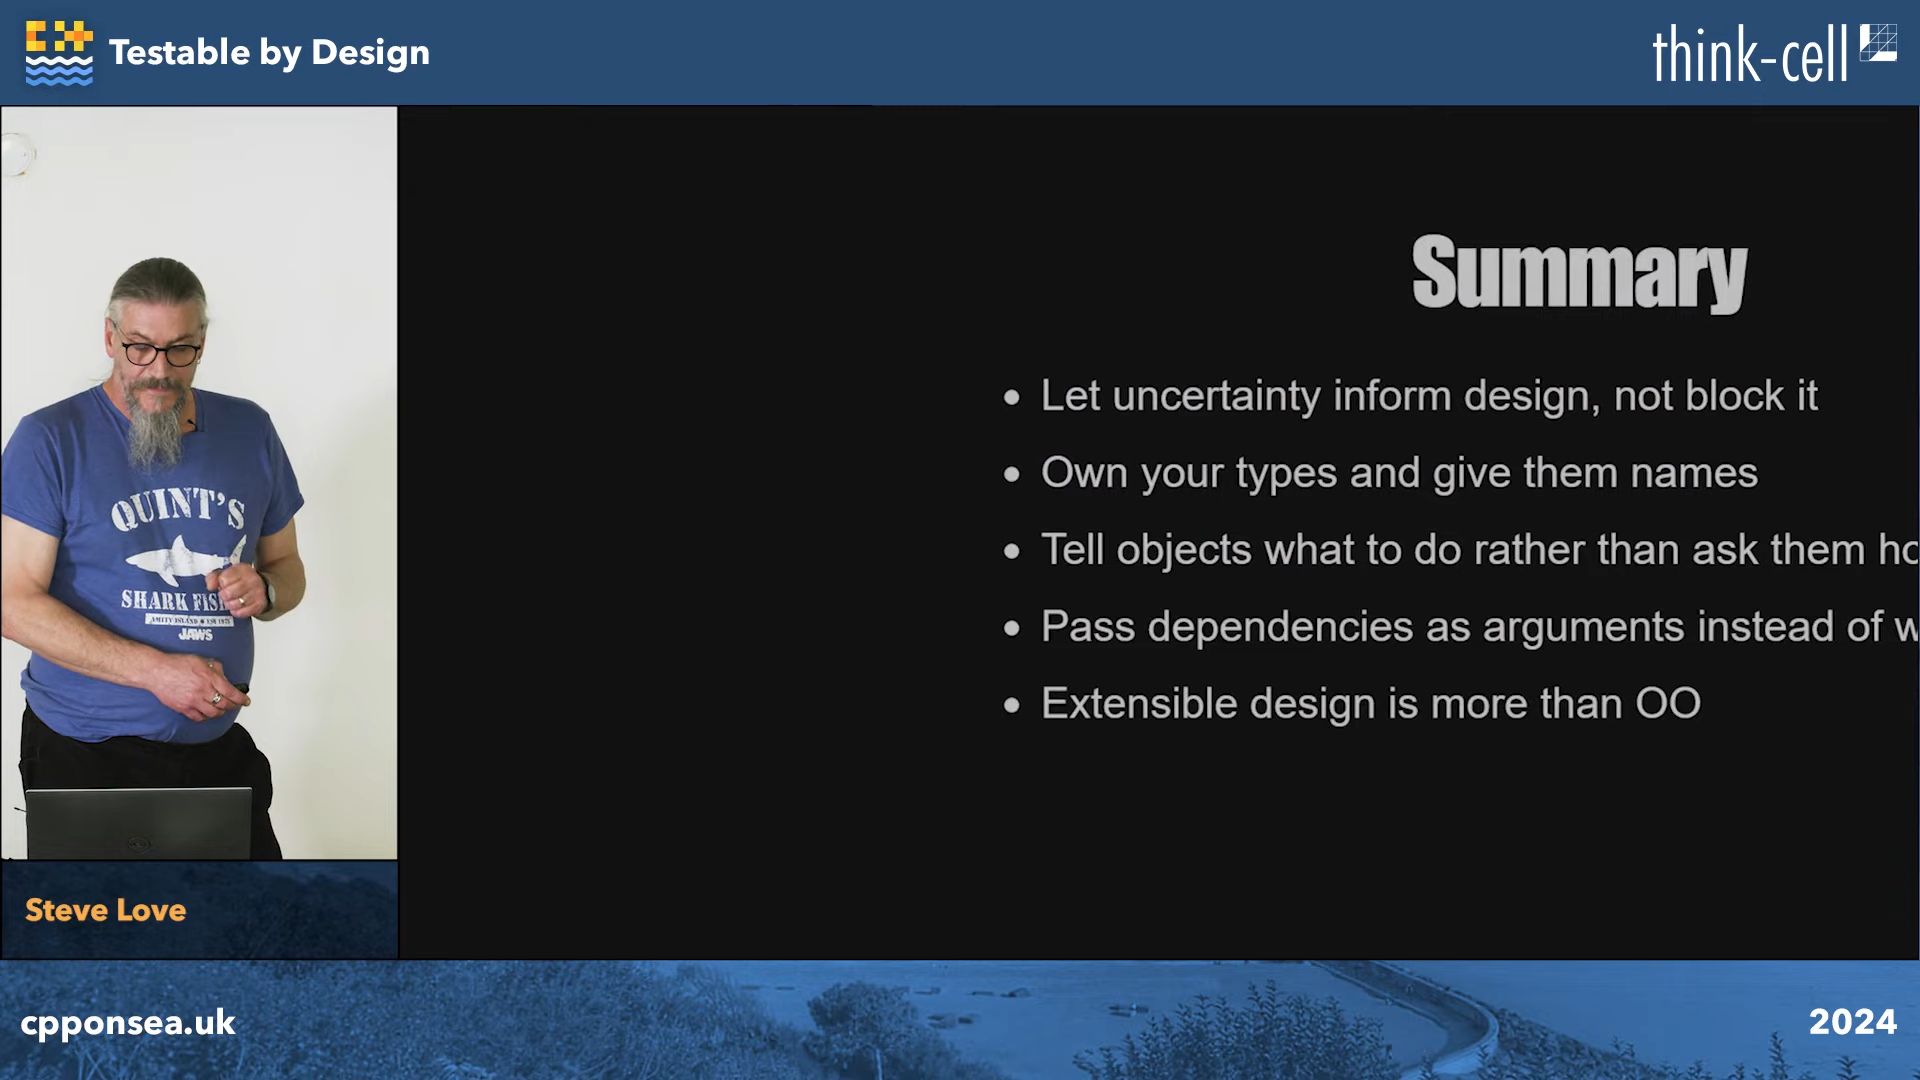 Testable by Design
think-cell
Summary
• Let uncertainty inform design, not block it
• Own your types and give them names
• Tell objects what to do rather than ask them ho
• Pass dependencies as arguments instead of w
• Extensible design is more than OO
QUINT'S
SHARK FIS
AMITY ISLAND
JAWS
Steve Love
cpponsea.uk
2024